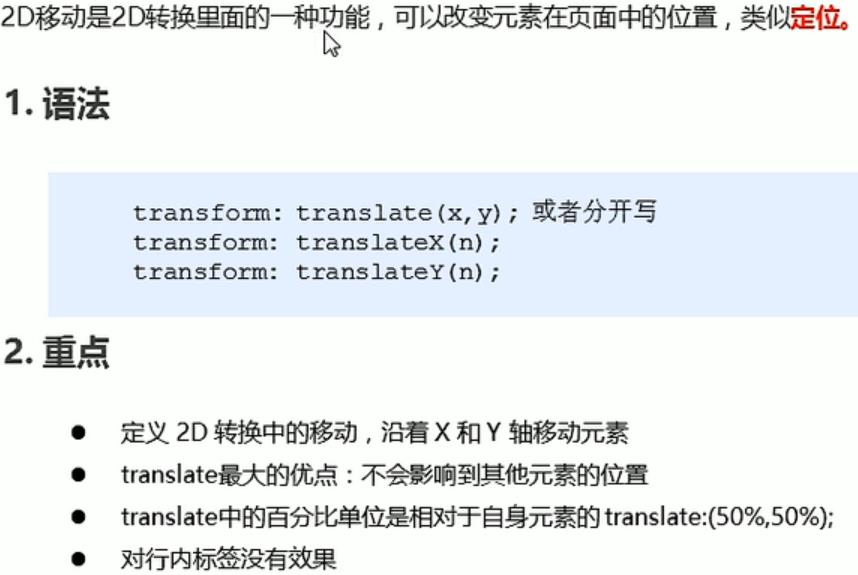 2D移动是2D转换里面的一种功能，可以改变元素在页面中的位置，类似定位。
1. 语法
transform: translate(x,y); 或者分开写
transform: translateX(n);
transform: translateY(n);
2. 重点
● 定义 2D 转换中的移动，沿着 X 和 Y 轴移动元素
● translate最大的优点：不会影响到其他元素的位置
● translate中的百分比单位是相对于自身元素的 translate:(50%,50%);
● 对行内标签没有效果